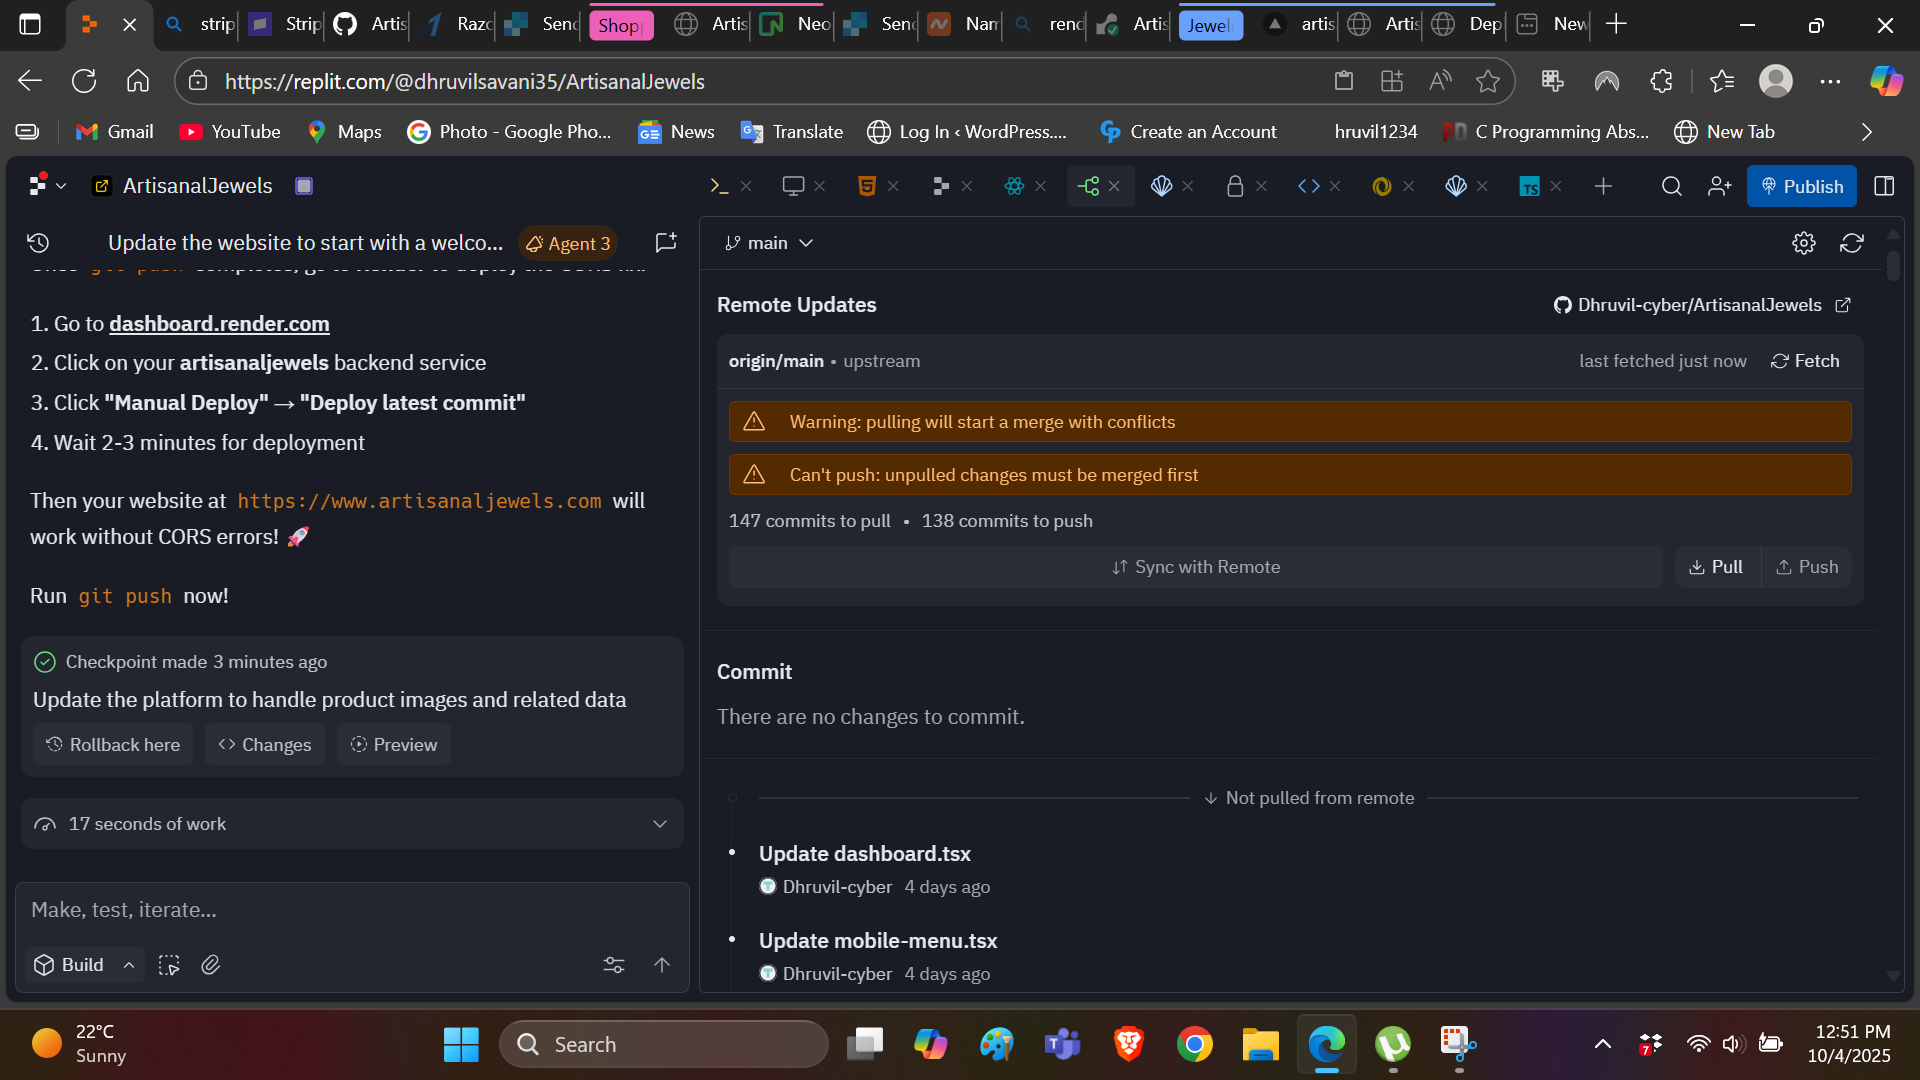 strip
Strip
Artis
Razo
Send
Shopp
Artis
Neo
Send
Nam
rend
Artis
Jewel
artis
Artis
Dep
New
https://replit.com/@dhruvilsavani35/ArtisanalJewels
Gmail
YouTube
Maps
Photo - Google Pho...
News
Translate
Log In ‹ WordPress....
Create an Account
hruvil1234
C Programming Abs...
New Tab
ArtisanalJewels
Publish
Update the website to start with a welco...
Agent 3
main
1. Go to dashboard.render.com
2. Click on your artisanaljewels backend service
3. Click "Manual Deploy" → "Deploy latest commit"
4. Wait 2-3 minutes for deployment
Then your website at https://www.artisanaljewels.com will
work without CORS errors! 🚀
Run git push now!
Checkpoint made 3 minutes ago
Update the platform to handle product images and related data
Rollback here
Changes
Preview
17 seconds of work
Make, test, iterate...
Build
Remote Updates
Dhruvil-cyber/ArtisanalJewels
origin/main • upstream
last fetched just now
Fetch
Warning: pulling will start a merge with conflicts
Can't push: unpulled changes must be merged first
147 commits to pull • 138 commits to push
Sync with Remote
Pull
Push
Commit
There are no changes to commit.
Not pulled from remote
Update dashboard.tsx
Dhruvil-cyber 4 days ago
Update mobile-menu.tsx
Dhruvil-cyber 4 days ago
22°C
Sunny
Search
7
12:51 PM
10/4/2025